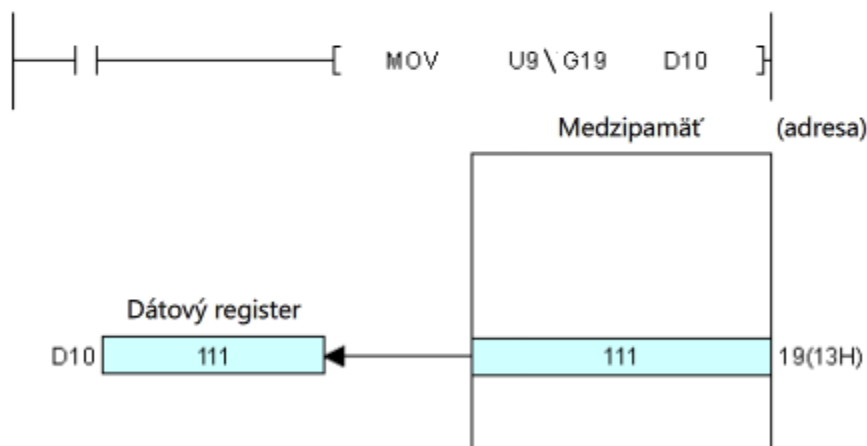 [ MOV U9\G19 D10 ]
Medzipamäť (adresa)
Dátový register
D10 111 111 19(13H)